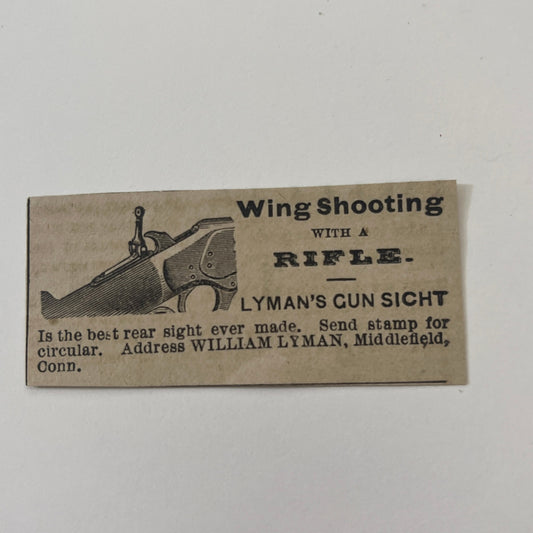 Wing Shooting
WITH A
RIFLE.
LYMAN'S GUN SIGHT
Is the best rear sight ever made. Send stamp for
circular. Address WILLIAM LYMAN, Middlefield,
Conn.